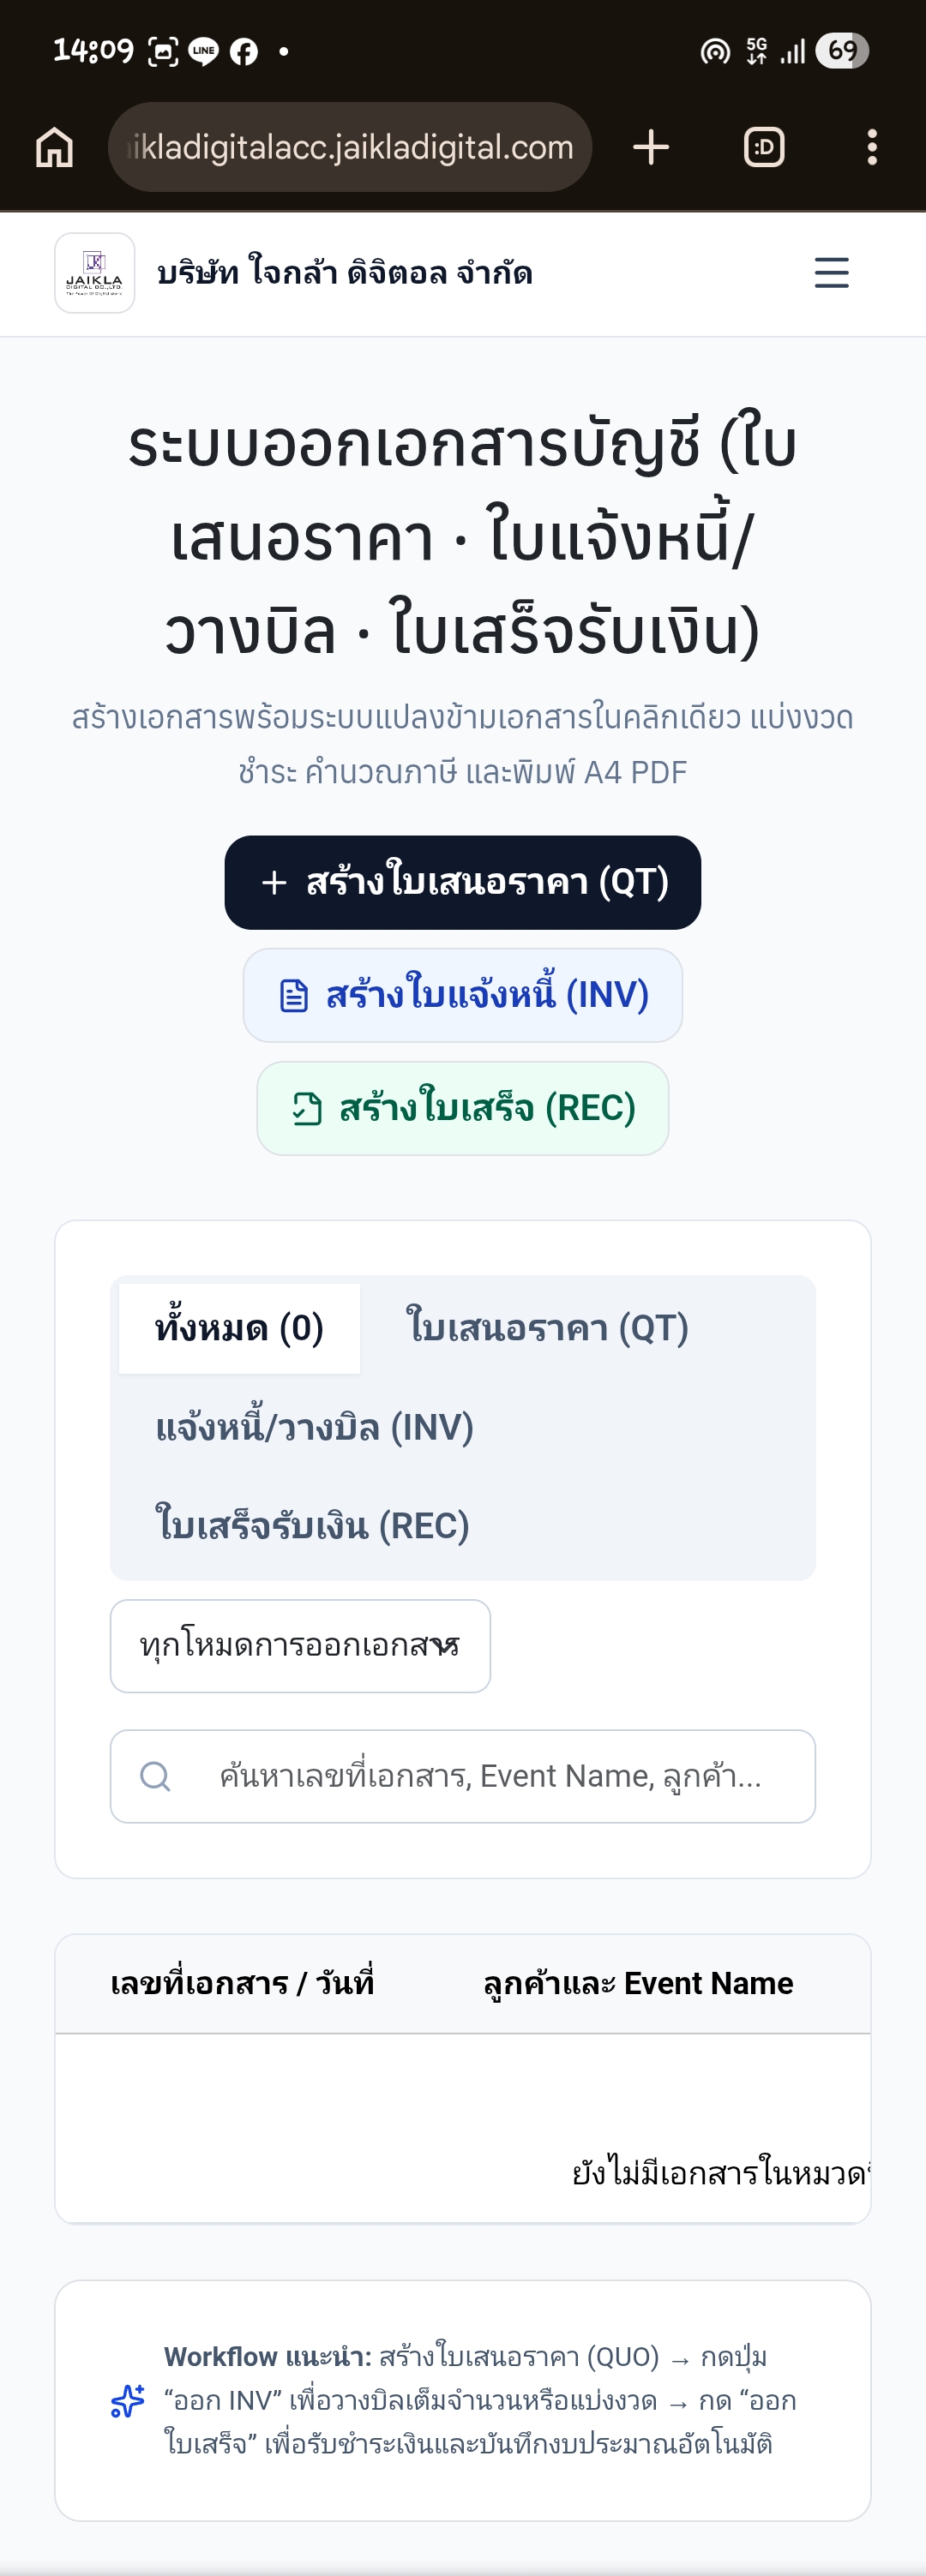 14:09
LINE
5G
69
ikladigitalacc.jaikladigital.com
:D
JAIKLA
DIGITAL CO.,LTD.
บริษัท ใจกล้า ดิจิตอล จำกัด
ระบบออกเอกสารบัญชี (ใบ
เสนอราคา · ใบแจ้งหนี้/
วางบิล · ใบเสร็จรับเงิน)
สร้างเอกสารพร้อมระบบแปลงข้ามเอกสารในคลิกเดียว แบ่งงวด
ชำระ คำนวณภาษี และพิมพ์ A4 PDF
+ สร้างใบเสนอราคา (QT)
สร้างใบแจ้งหนี้ (INV)
สร้างใบเสร็จ (REC)
ทั้งหมด (0) ใบเสนอราคา (QT)
แจ้งหนี้/วางบิล (INV)
ใบเสร็จรับเงิน (REC)
ทุกโหมดการออกเอกสาร
ค้นหาเลขที่เอกสาร, Event Name, ลูกค้า...
เลขที่เอกสาร / วันที่ ลูกค้าและ Event Name
ยังไม่มีเอกสารในหมวด
Workflow แนะนำ: สร้างใบเสนอราคา (QUO) → กดปุ่ม
“ออก INV” เพื่อวางบิลเต็มจำนวนหรือแบ่งงวด → กด “ออก
ใบเสร็จ” เพื่อรับชำระเงินและบันทึกงบประมาณอัตโนมัติ